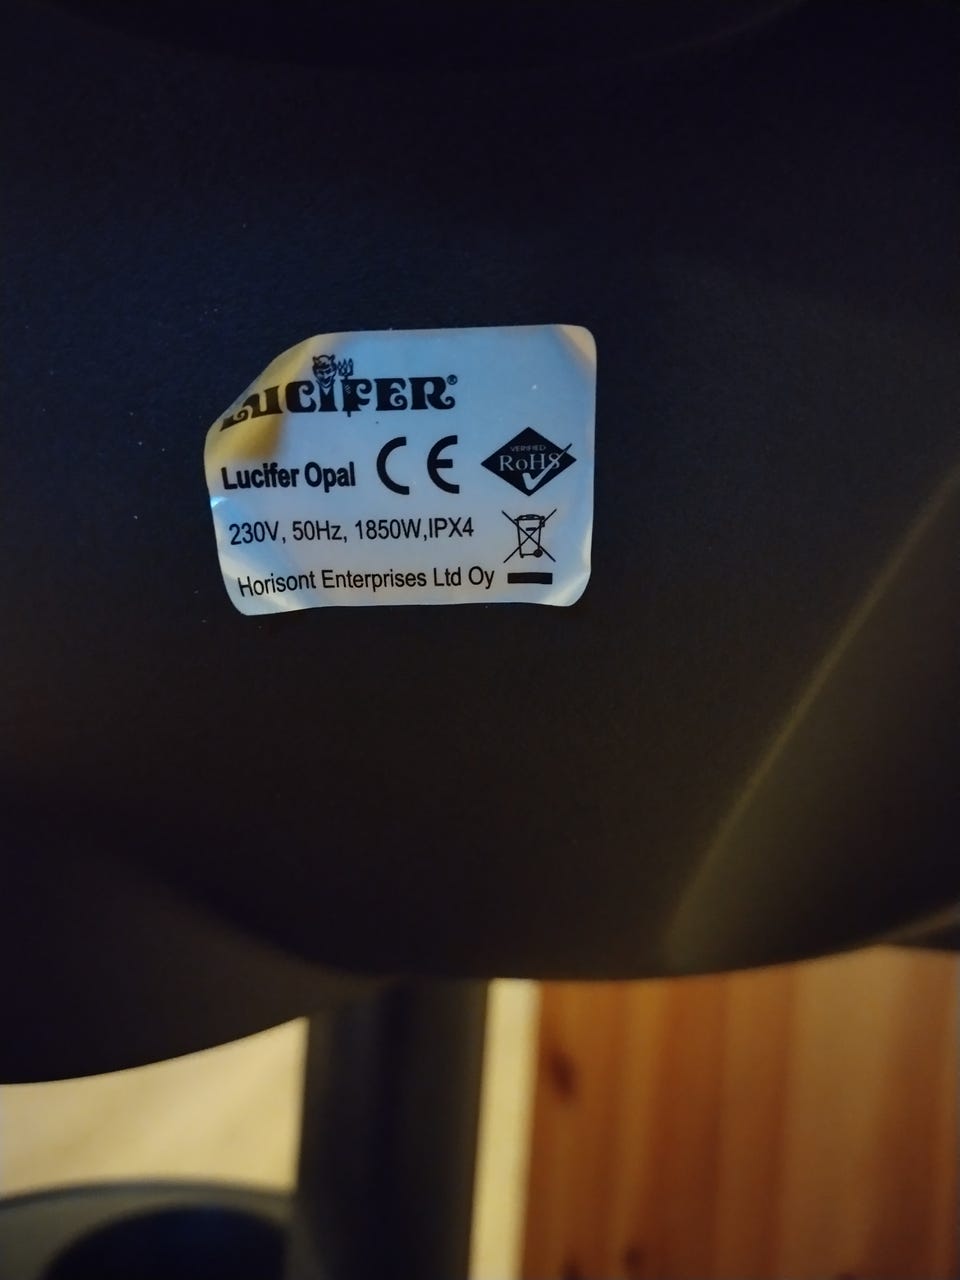 LUCIFER®
Lucifer Opal CE VERIFIED RoHS
230V, 50Hz, 1850W,IPX4
Horisont Enterprises Ltd Oy